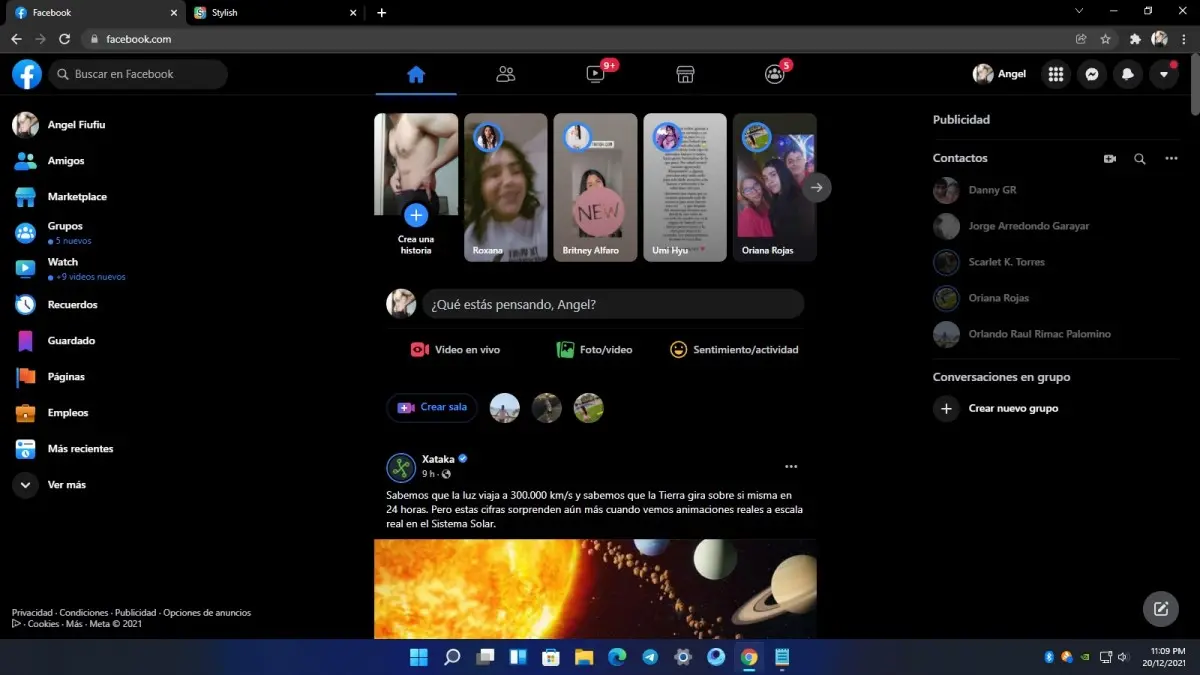 Facebook
Stylish
facebook.com
Buscar en Facebook
9+
5
Angel
Angel Fiufiu
Amigos
Marketplace
Grupos
5 nuevos
Watch
+9 videos nuevos
Recuerdos
Guardado
Páginas
Empleos
Más recientes
Ver más
Privacidad · Condiciones · Publicidad · Opciones de anuncios
· Cookies · Más · Meta © 2021
Crea una
historia
Roxana
NEW
Britney Alfaro
Umi Hyu
Oriana Rojas
¿Qué estás pensando, Angel?
Video en vivo
Foto/video
Sentimiento/actividad
Crear sala
Xataka
9 h ·
Sabemos que la luz viaja a 300.000 km/s y sabemos que la Tierra gira sobre si misma en
24 horas. Pero estas cifras sorprenden aún más cuando vemos animaciones reales a escala
real en el Sistema Solar.
Publicidad
Contactos
Danny GR
Jorge Arredondo Garayar
Scarlet K. Torres
Oriana Rojas
Orlando Raul Rimac Palomino
Conversaciones en grupo
Crear nuevo grupo
11:09 PM
20/12/2021